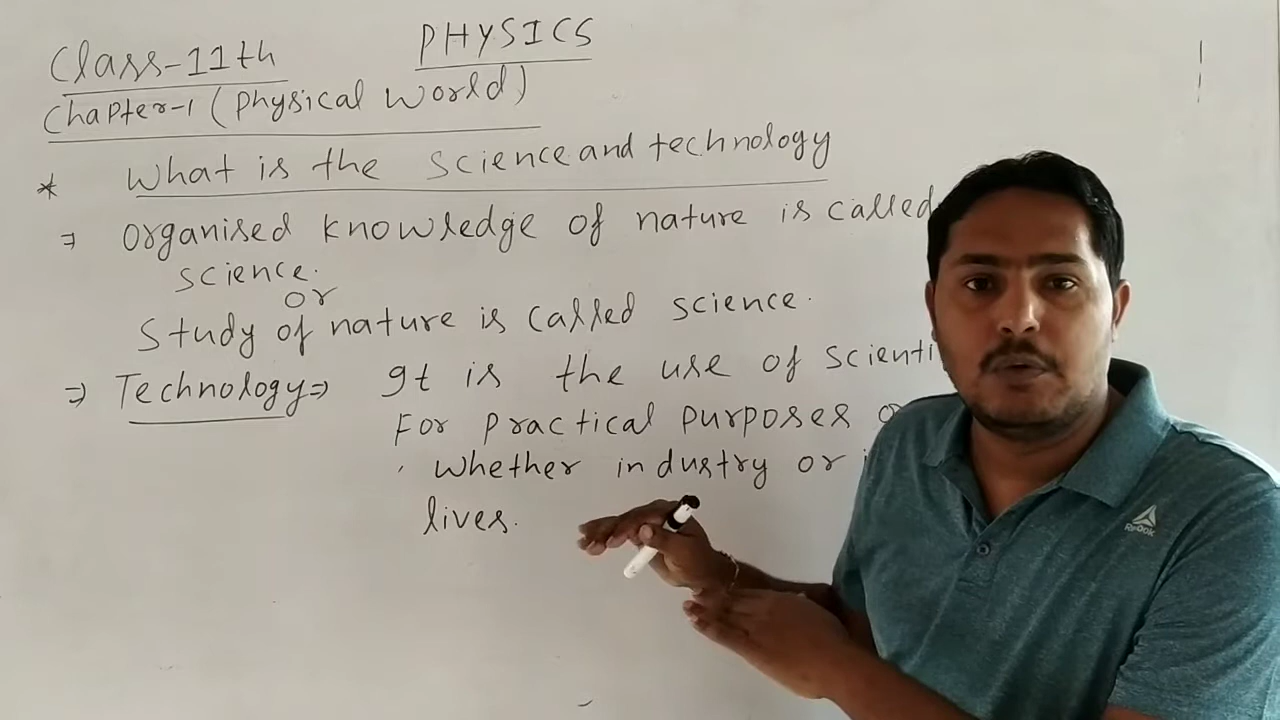 Class-11th PHYSICS
Chapter-1 (Physical World)
* What is the science and technology
⇒ Organised knowledge of nature is called
science.
or
Study of nature is called science.
⇒ Technology ⇒ It is the use of scienti
For practical purposes
whether industry or
lives.
Reebok